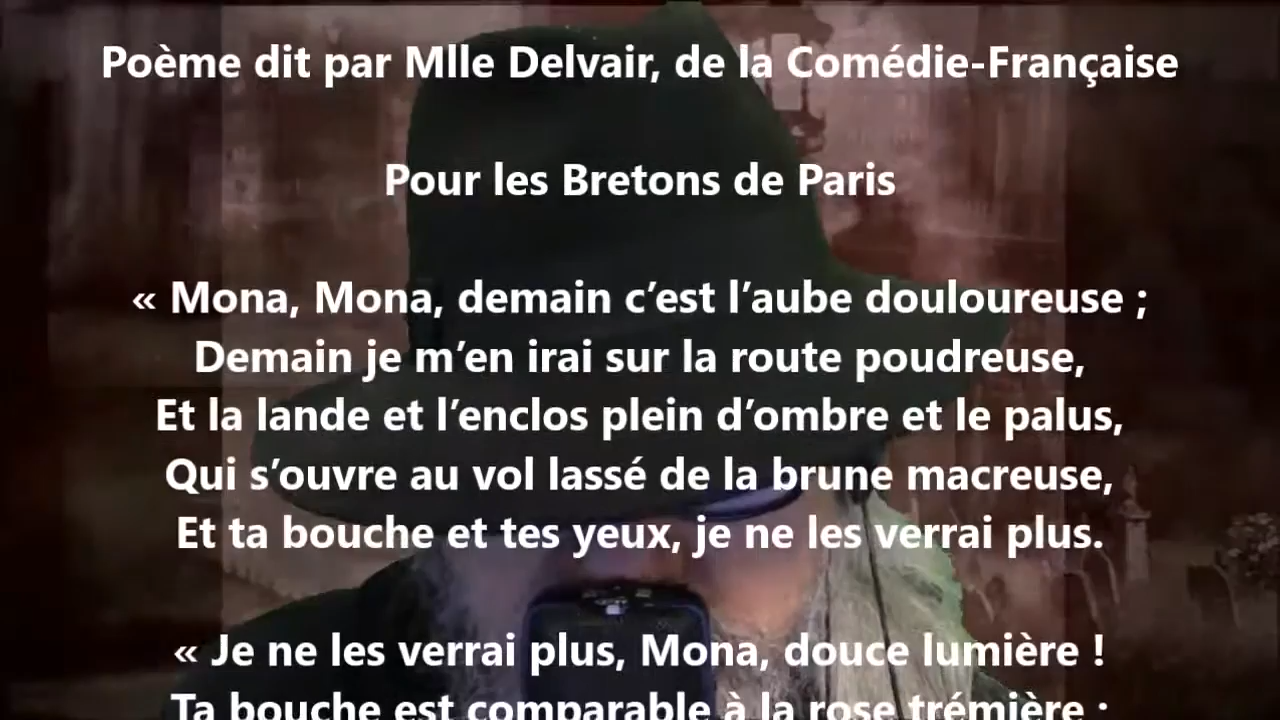 Poème dit par Mlle Delvair, de la Comédie-Française
Pour les Bretons de Paris
« Mona, Mona, demain c’est l’aube douloureuse ;
Demain je m’en irai sur la route poudreuse,
Et la lande et l’enclos plein d’ombre et le palus,
Qui s’ouvre au vol lassé de la brune macreuse,
Et ta bouche et tes yeux, je ne les verrai plus.
« Je ne les verrai plus, Mona, douce lumière !
Ta bouche est comparable à la rose trémière ;